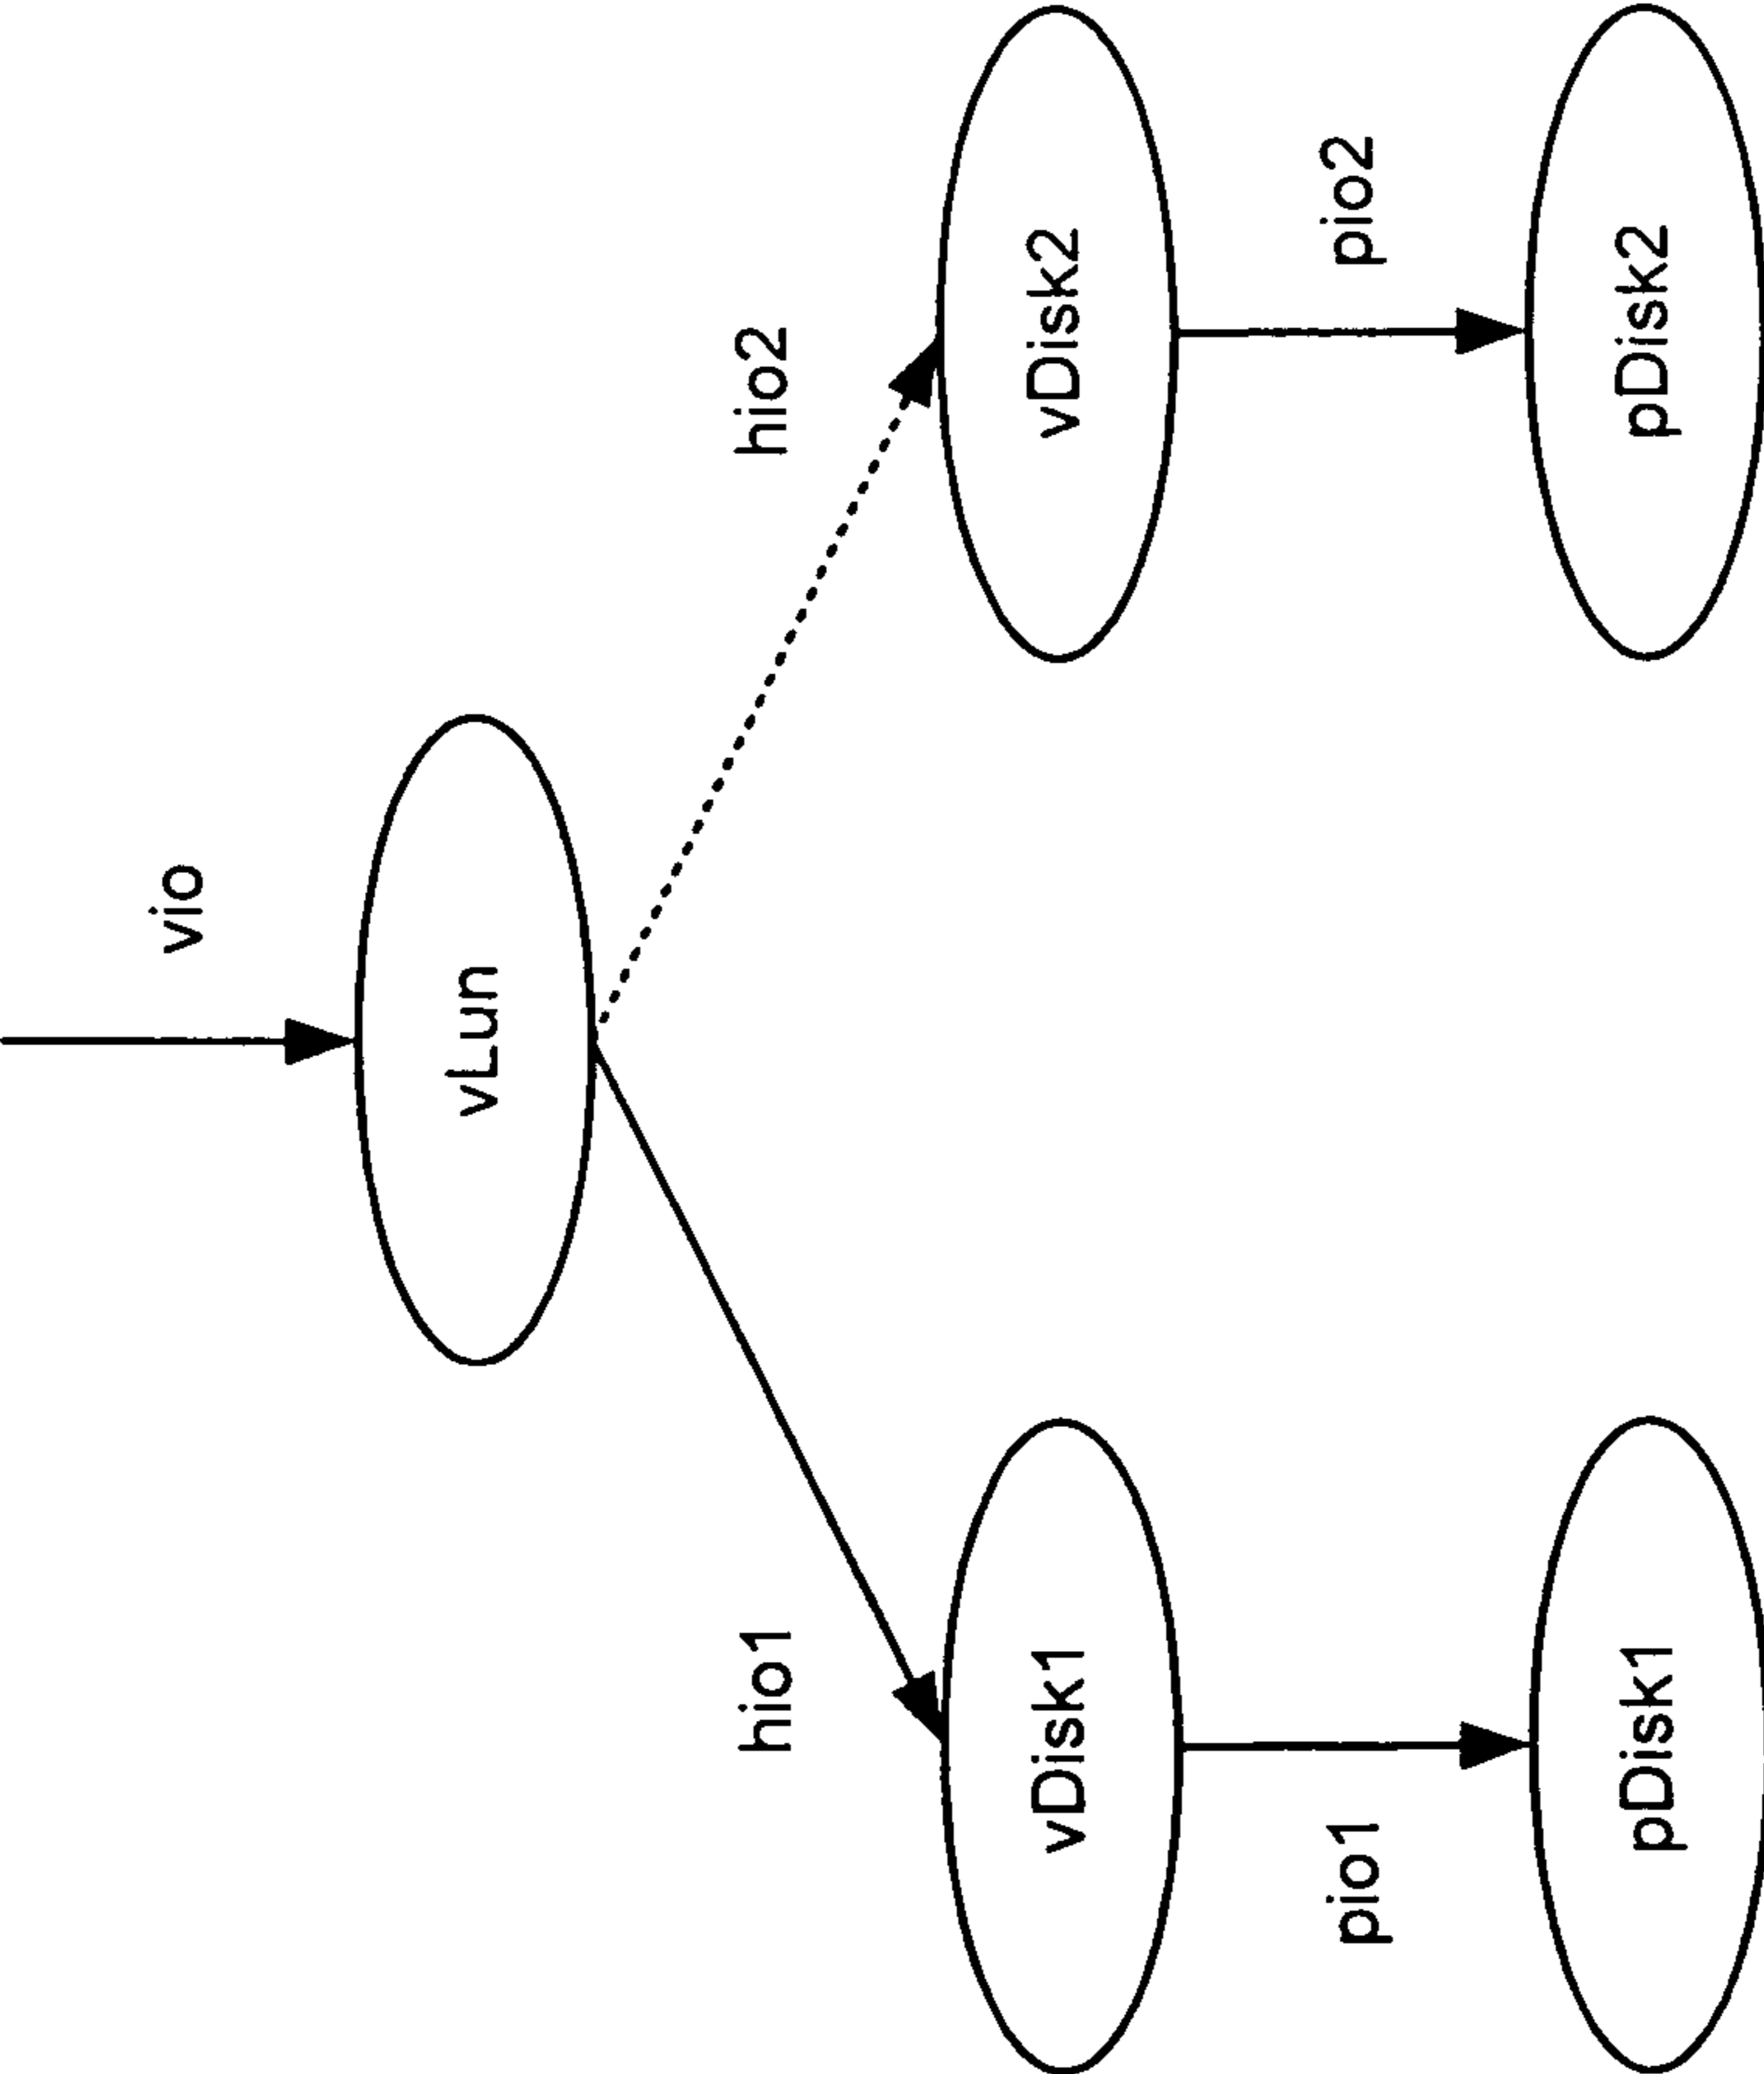 vio
vLun
hio1
hio2
vDisk1
vDisk2
pio1
pio2
pDisk1
pDisk2